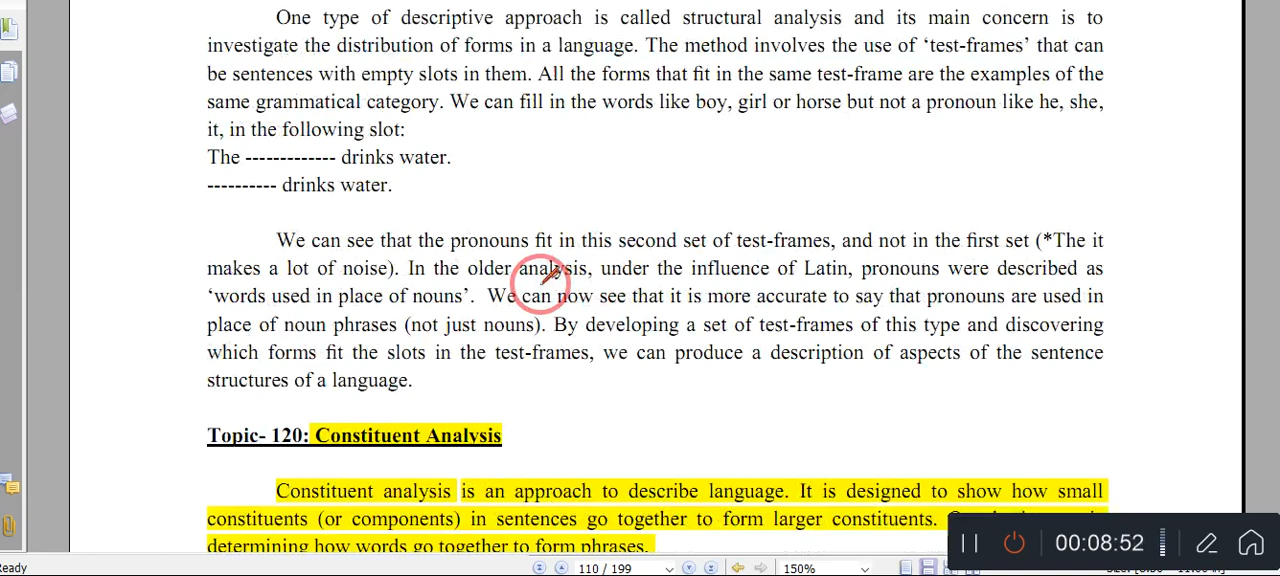 One type of descriptive approach is called structural analysis and its main concern is to
investigate the distribution of forms in a language. The method involves the use of ‘test-frames’ that can
be sentences with empty slots in them. All the forms that fit in the same test-frame are the examples of the
same grammatical category. We can fill in the words like boy, girl or horse but not a pronoun like he, she,
it, in the following slot:
The ------------- drinks water.
---------- drinks water.
We can see that the pronouns fit in this second set of test-frames, and not in the first set (*The it
makes a lot of noise). In the older analysis, under the influence of Latin, pronouns were described as
‘words used in place of nouns’. We can now see that it is more accurate to say that pronouns are used in
place of noun phrases (not just nouns). By developing a set of test-frames of this type and discovering
which forms fit the slots in the test-frames, we can produce a description of aspects of the sentence
structures of a language.
Topic- 120: Constituent Analysis
Constituent analysis is an approach to describe language. It is designed to show how small
constituents (or components) in sentences go together to form larger constituents.
determining how words go together to form phrases.
00:08:52
eady
110 / 199
150%